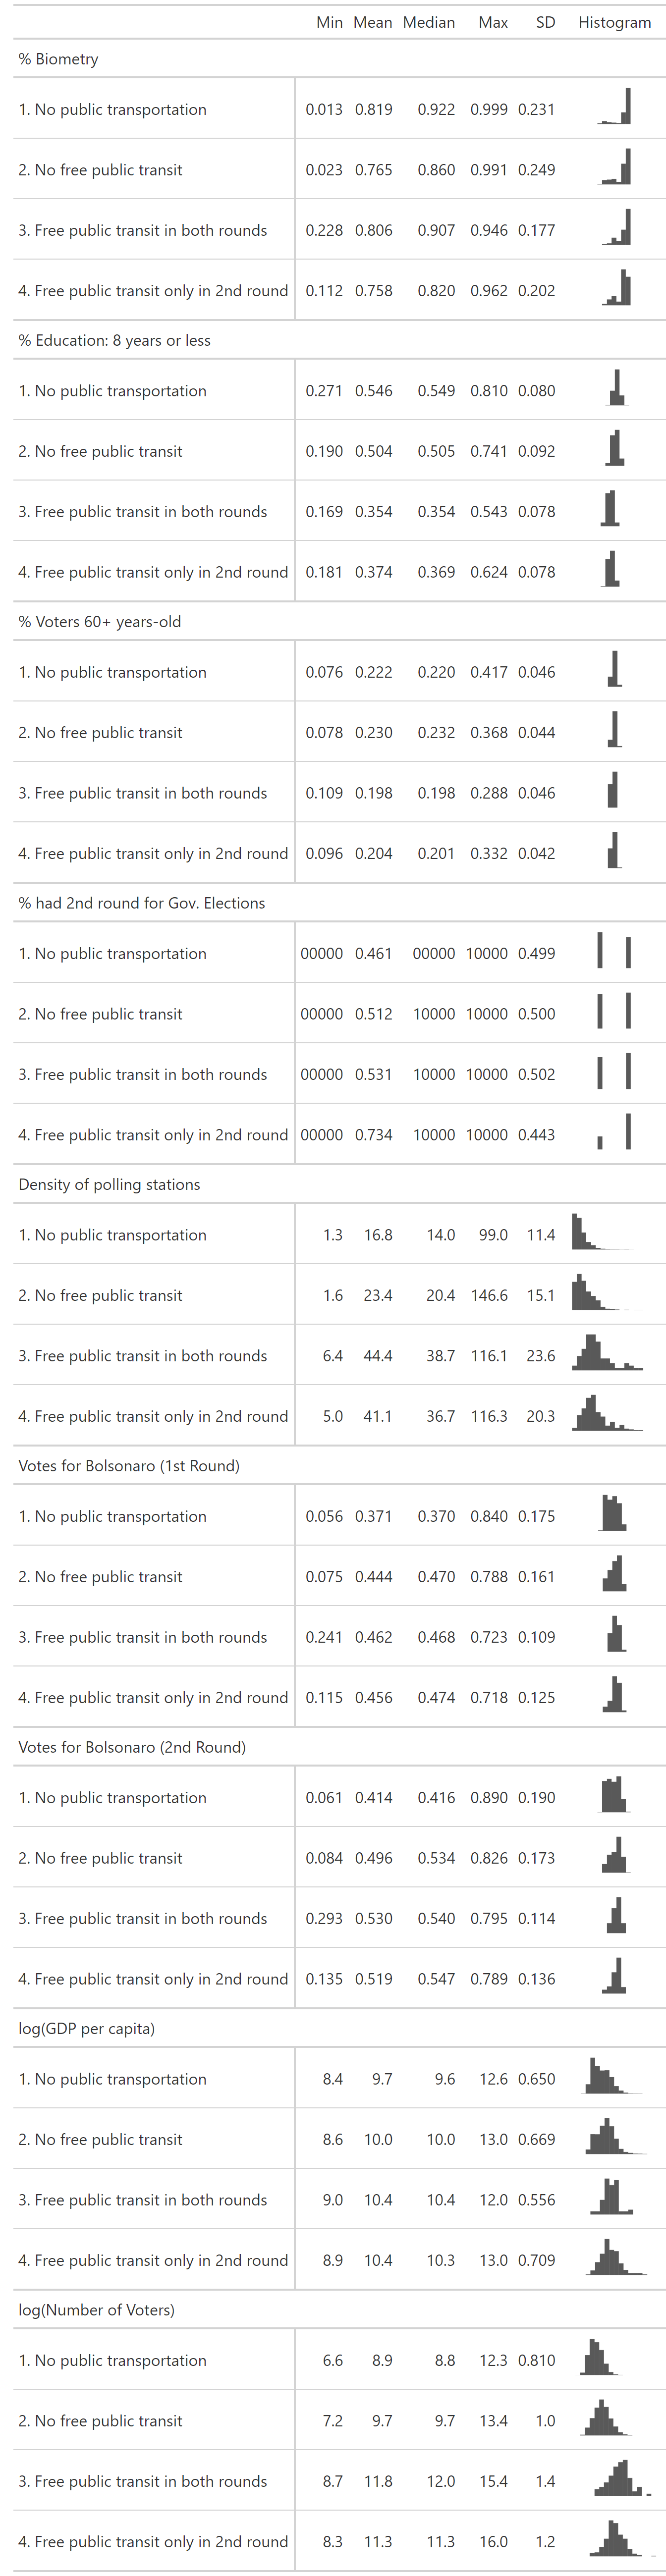 Min Mean Median Max SD Histogram
% Biometry
1. No public transportation 0.013 0.819 0.922 0.999 0.231
2. No free public transit 0.023 0.765 0.860 0.991 0.249
3. Free public transit in both rounds 0.228 0.806 0.907 0.946 0.177
4. Free public transit only in 2nd round 0.112 0.758 0.820 0.962 0.202
% Education: 8 years or less
1. No public transportation 0.271 0.546 0.549 0.810 0.080
2. No free public transit 0.190 0.504 0.505 0.741 0.092
3. Free public transit in both rounds 0.169 0.354 0.354 0.543 0.078
4. Free public transit only in 2nd round 0.181 0.374 0.369 0.624 0.078
% Voters 60+ years-old
1. No public transportation 0.076 0.222 0.220 0.417 0.046
2. No free public transit 0.078 0.230 0.232 0.368 0.044
3. Free public transit in both rounds 0.109 0.198 0.198 0.288 0.046
4. Free public transit only in 2nd round 0.096 0.204 0.201 0.332 0.042
% had 2nd round for Gov. Elections
1. No public transportation 00000 0.461 00000 10000 0.499
2. No free public transit 00000 0.512 10000 10000 0.500
3. Free public transit in both rounds 00000 0.531 10000 10000 0.502
4. Free public transit only in 2nd round 00000 0.734 10000 10000 0.443
Density of polling stations
1. No public transportation 1.3 16.8 14.0 99.0 11.4
2. No free public transit 1.6 23.4 20.4 146.6 15.1
3. Free public transit in both rounds 6.4 44.4 38.7 116.1 23.6
4. Free public transit only in 2nd round 5.0 41.1 36.7 116.3 20.3
Votes for Bolsonaro (1st Round)
1. No public transportation 0.056 0.371 0.370 0.840 0.175
2. No free public transit 0.075 0.444 0.470 0.788 0.161
3. Free public transit in both rounds 0.241 0.462 0.468 0.723 0.109
4. Free public transit only in 2nd round 0.115 0.456 0.474 0.718 0.125
Votes for Bolsonaro (2nd Round)
1. No public transportation 0.061 0.414 0.416 0.890 0.190
2. No free public transit 0.084 0.496 0.534 0.826 0.173
3. Free public transit in both rounds 0.293 0.530 0.540 0.795 0.114
4. Free public transit only in 2nd round 0.135 0.519 0.547 0.789 0.136
log(GDP per capita)
1. No public transportation 8.4 9.7 9.6 12.6 0.650
2. No free public transit 8.6 10.0 10.0 13.0 0.669
3. Free public transit in both rounds 9.0 10.4 10.4 12.0 0.556
4. Free public transit only in 2nd round 8.9 10.4 10.3 13.0 0.709
log(Number of Voters)
1. No public transportation 6.6 8.9 8.8 12.3 0.810
2. No free public transit 7.2 9.7 9.7 13.4 1.0
3. Free public transit in both rounds 8.7 11.8 12.0 15.4 1.4
4. Free public transit only in 2nd round 8.3 11.3 11.3 16.0 1.2